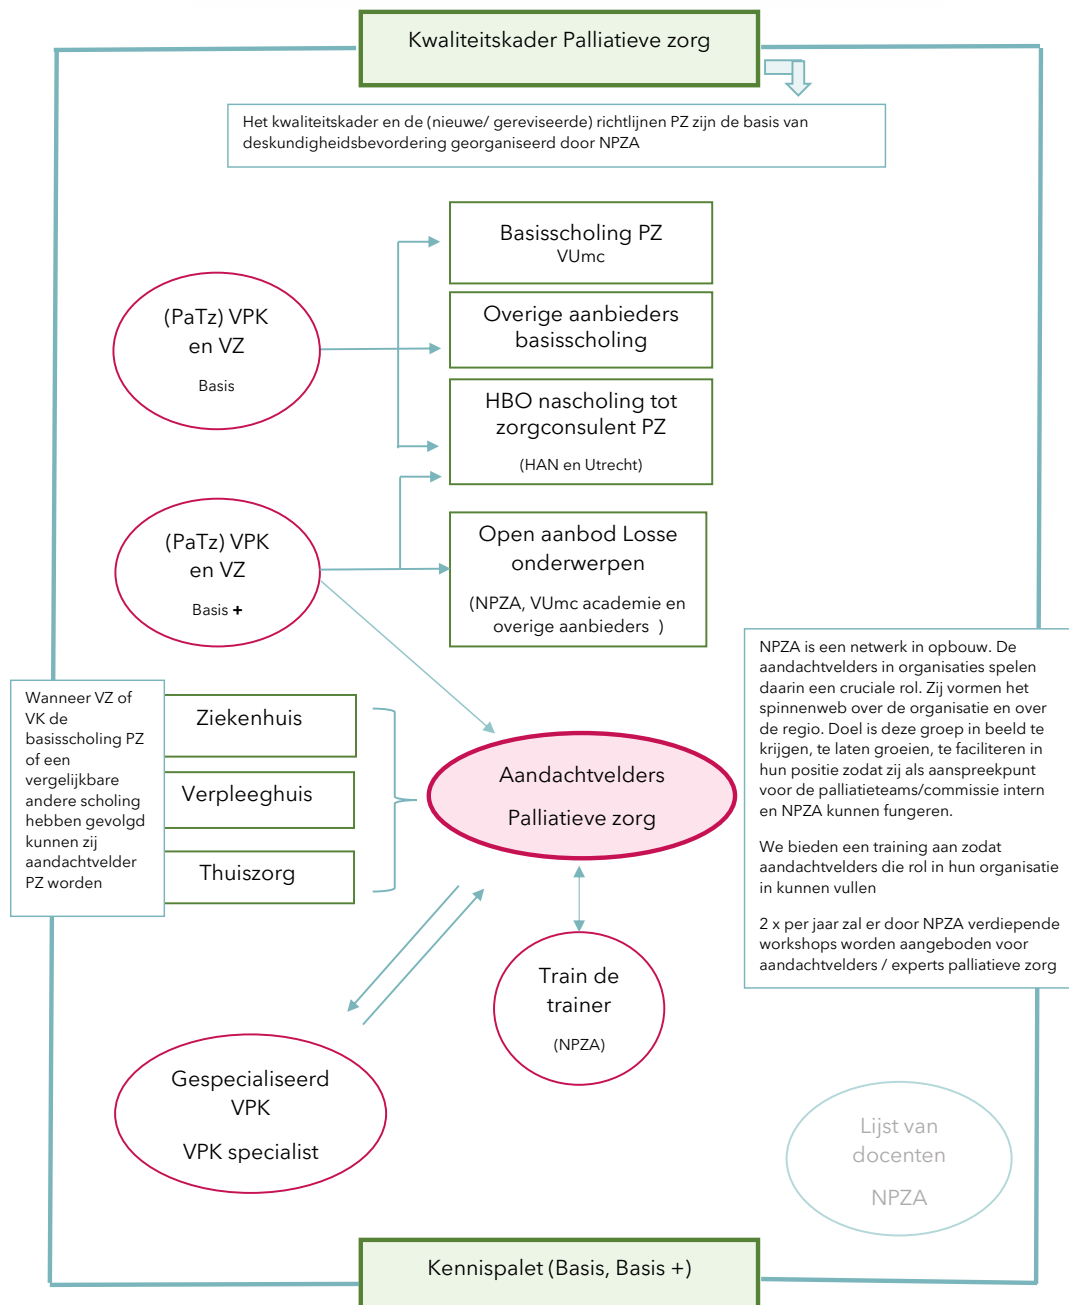 Kwaliteitskader Palliatieve zorg
Het kwaliteitskader en de (nieuwe/ gereviseerde) richtlijnen PZ zijn de basis van
deskundigheidsbevordering georganiseerd door NPZA
Basisscholing PZ
VUmc
(PaTz) VPK
en VZ
Basis
Overige aanbieders
basisscholing
HBO nascholing tot
zorgconsulent PZ
(HAN en Utrecht)
(PaTz) VPK
en VZ
Basis +
Open aanbod Losse
onderwerpen
(NPZA, VUmc academie en
overige aanbieders )
Wanneer VZ of
VK de
basisscholing PZ
of een
vergelijkbare
andere scholing
hebben gevolgd
kunnen zij
aandachtvelder
PZ worden
Ziekenhuis
Verpleeghuis
Thuiszorg
Aandachtvelders
Palliatieve zorg
NPZA is een netwerk in opbouw. De
aandachtvelders in organisaties spelen
daarin een cruciale rol. Zij vormen het
spinnenweb over de organisatie en over
de regio. Doel is deze groep in beeld te
krijgen, te laten groeien, te faciliteren in
hun positie zodat zij als aanspreekpunt
voor de palliatieteams/commissie intern
en NPZA kunnen fungeren.
We bieden een training aan zodat
aandachtvelders die rol in hun organisatie
in kunnen vullen
2 x per jaar zal er door NPZA verdiepende
workshops worden aangeboden voor
aandachtvelders / experts palliatieve zorg
Train de
trainer
(NPZA)
Gespecialiseerd
VPK
VPK specialist
Lijst van
docenten
NPZA
Kennispalet (Basis, Basis +)